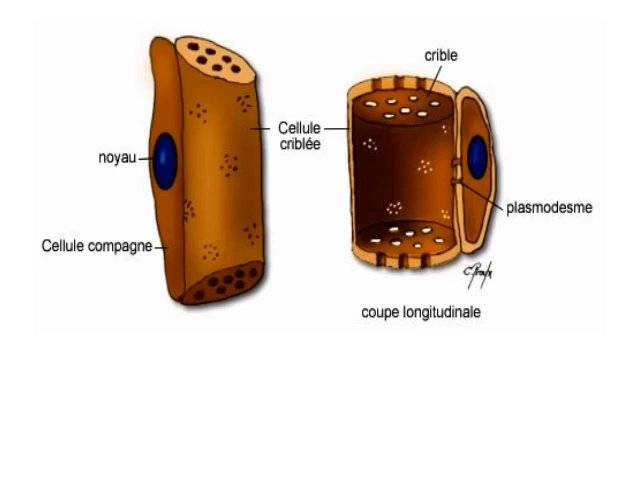 crible
Cellule
criblée
noyau
plasmodesme
Cellule compagne
coupe longitudinale